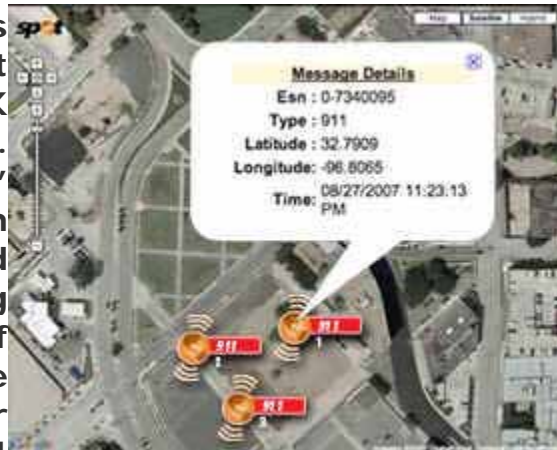 spot
Map Satellite Hybrid
Message Details
Esn : 0-7340095
Type : 911
Latitude : 32.7909
Longitude: -96.8065
Time: 08/27/2007 11.23.13
PM
911
1
911
911